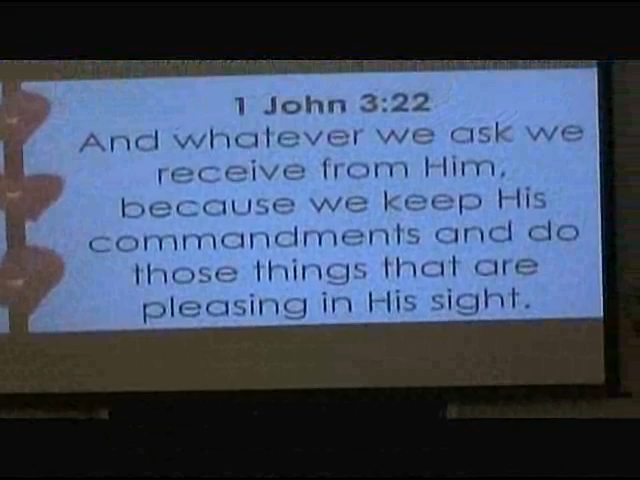 1 John 3:22
And whatever we ask we
receive from Him,
because we keep His
commandments and do
those things that are
pleasing in His sight.